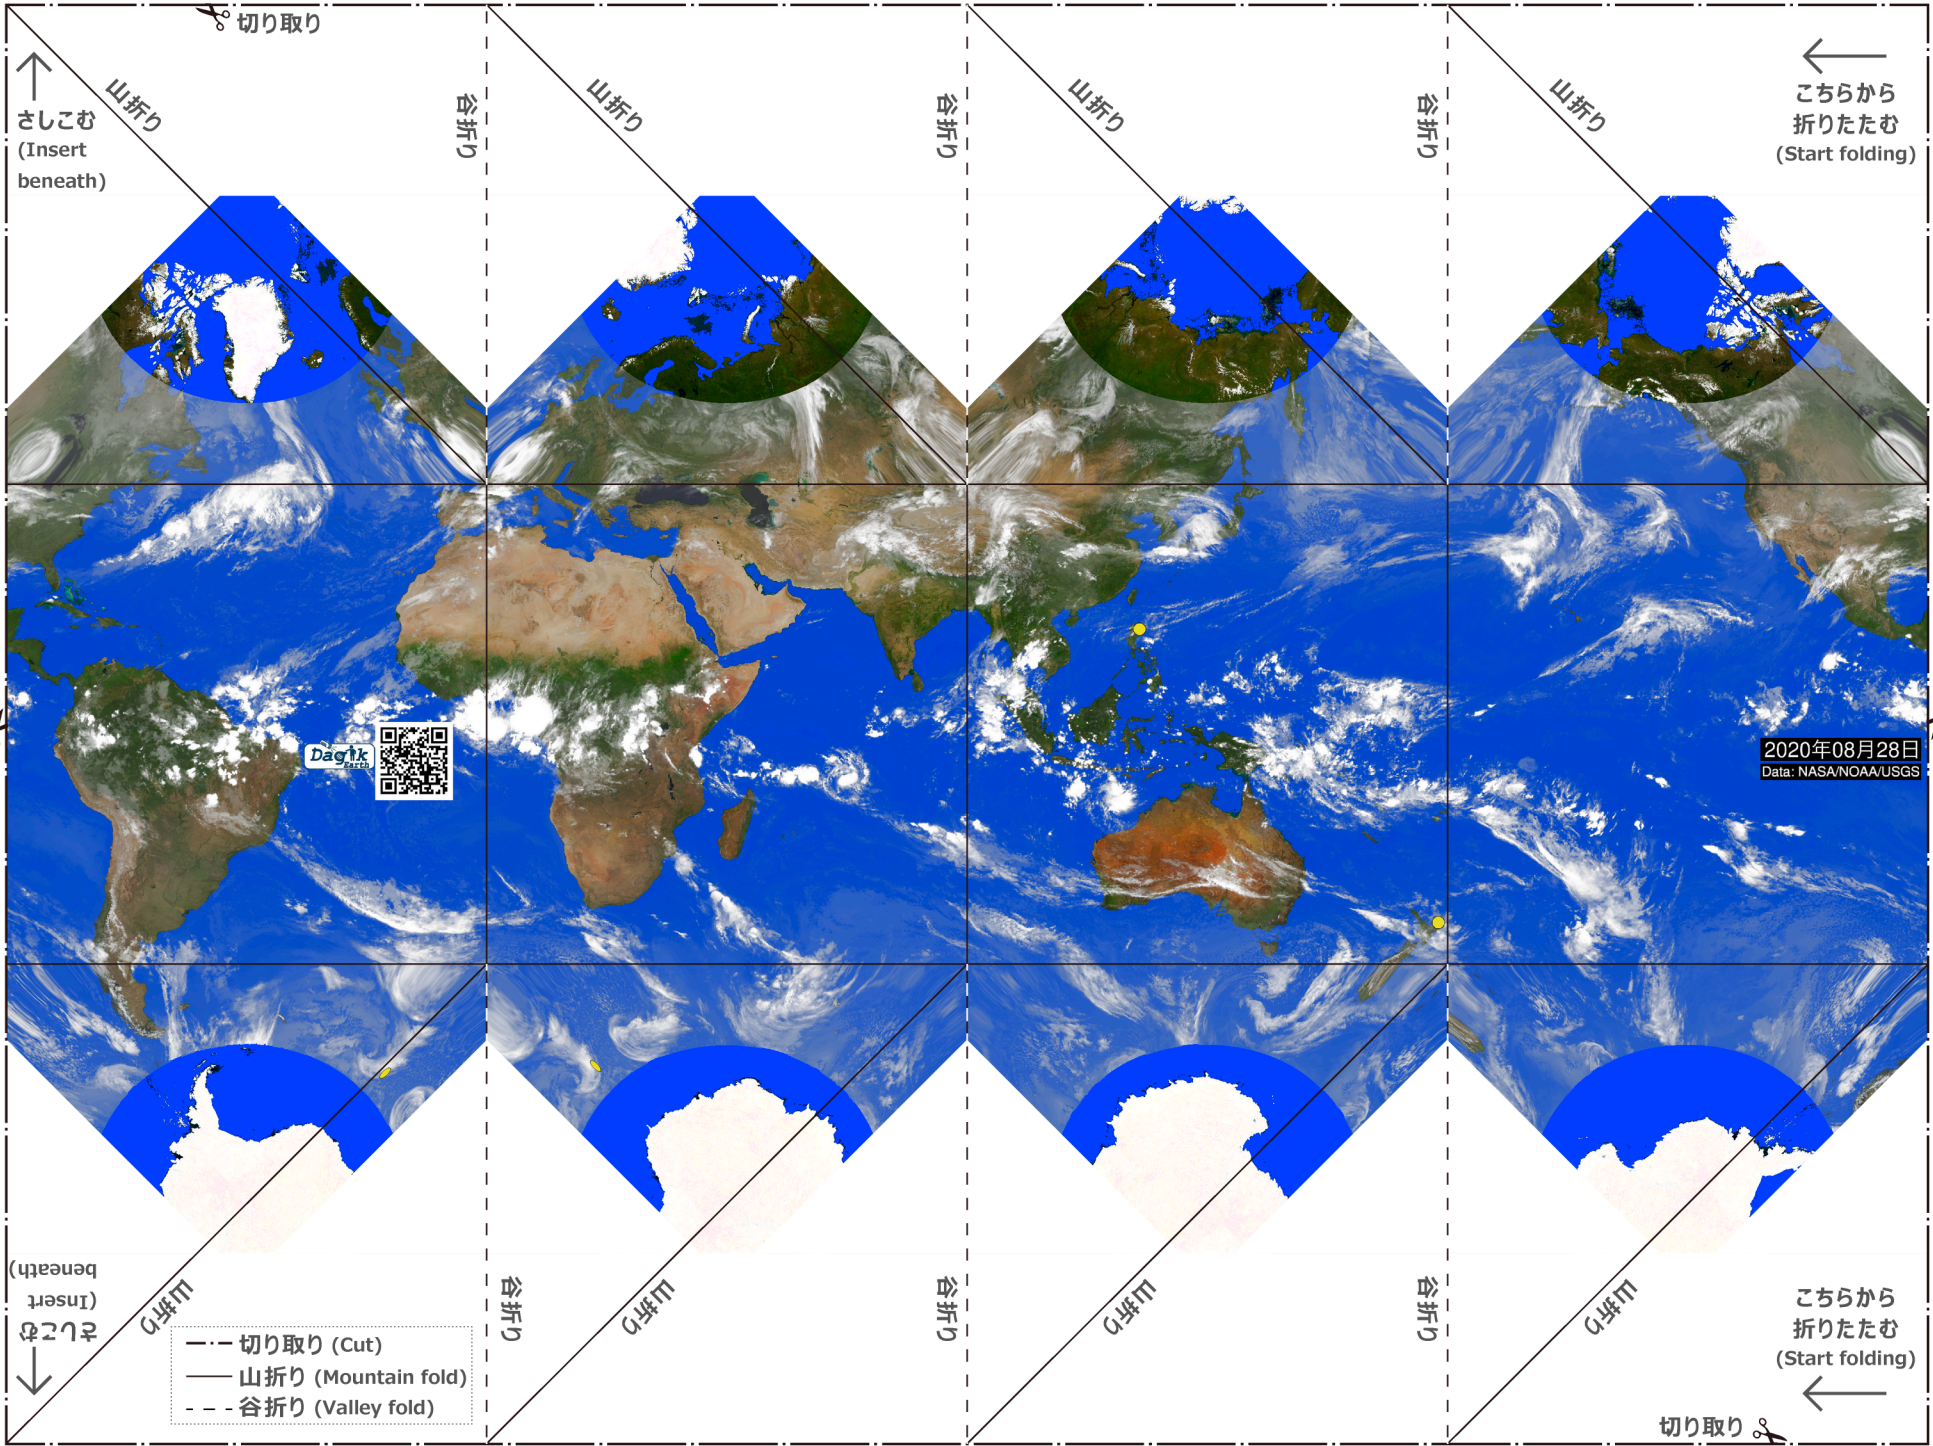 切り取り
山折り
谷折り
山折り
谷折り
山折り
谷折り
山折り
さしこむ
(Insert
beneath)
こちらから
折りたたむ
(Start folding)
Dagik
Earth
2020年08月28日
Data: NASA/NOAA/USGS
さしこむ
(Insert
beneath)
山折り
谷折り
山折り
谷折り
山折り
谷折り
山折り
こちらから
折りたたむ
(Start folding)
切り取り (Cut)
山折り (Mountain fold)
谷折り (Valley fold)
切り取り